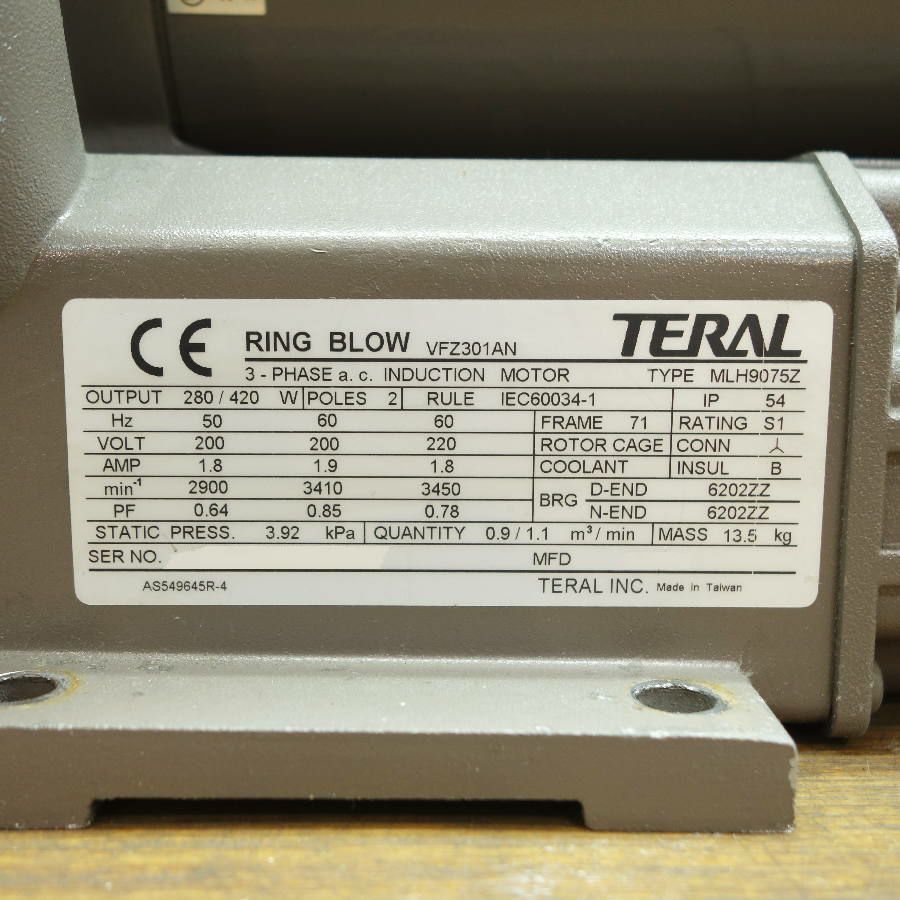 CE RING BLOW VFZ301AN TERAL
3 - PHASE a. c. INDUCTION MOTOR TYPE MLH9075Z
OUTPUT 280 / 420 W POLES 2 RULE IEC60034-1 IP 54
Hz 50 60 60 FRAME 71 RATING S1
VOLT 200 200 220 ROTOR CAGE CONN 人
AMP 1.8 1.9 1.8 COOLANT INSUL B
min-1 2900 3410 3450 BRG D-END 6202ZZ
PF 0.64 0.85 0.78 N-END 6202ZZ
STATIC PRESS. 3.92 kPa QUANTITY 0.9 / 1.1 m³/ min MASS 13.5 kg
SER NO. MFD
AS549645R-4 TERAL INC. Made in Taiwan